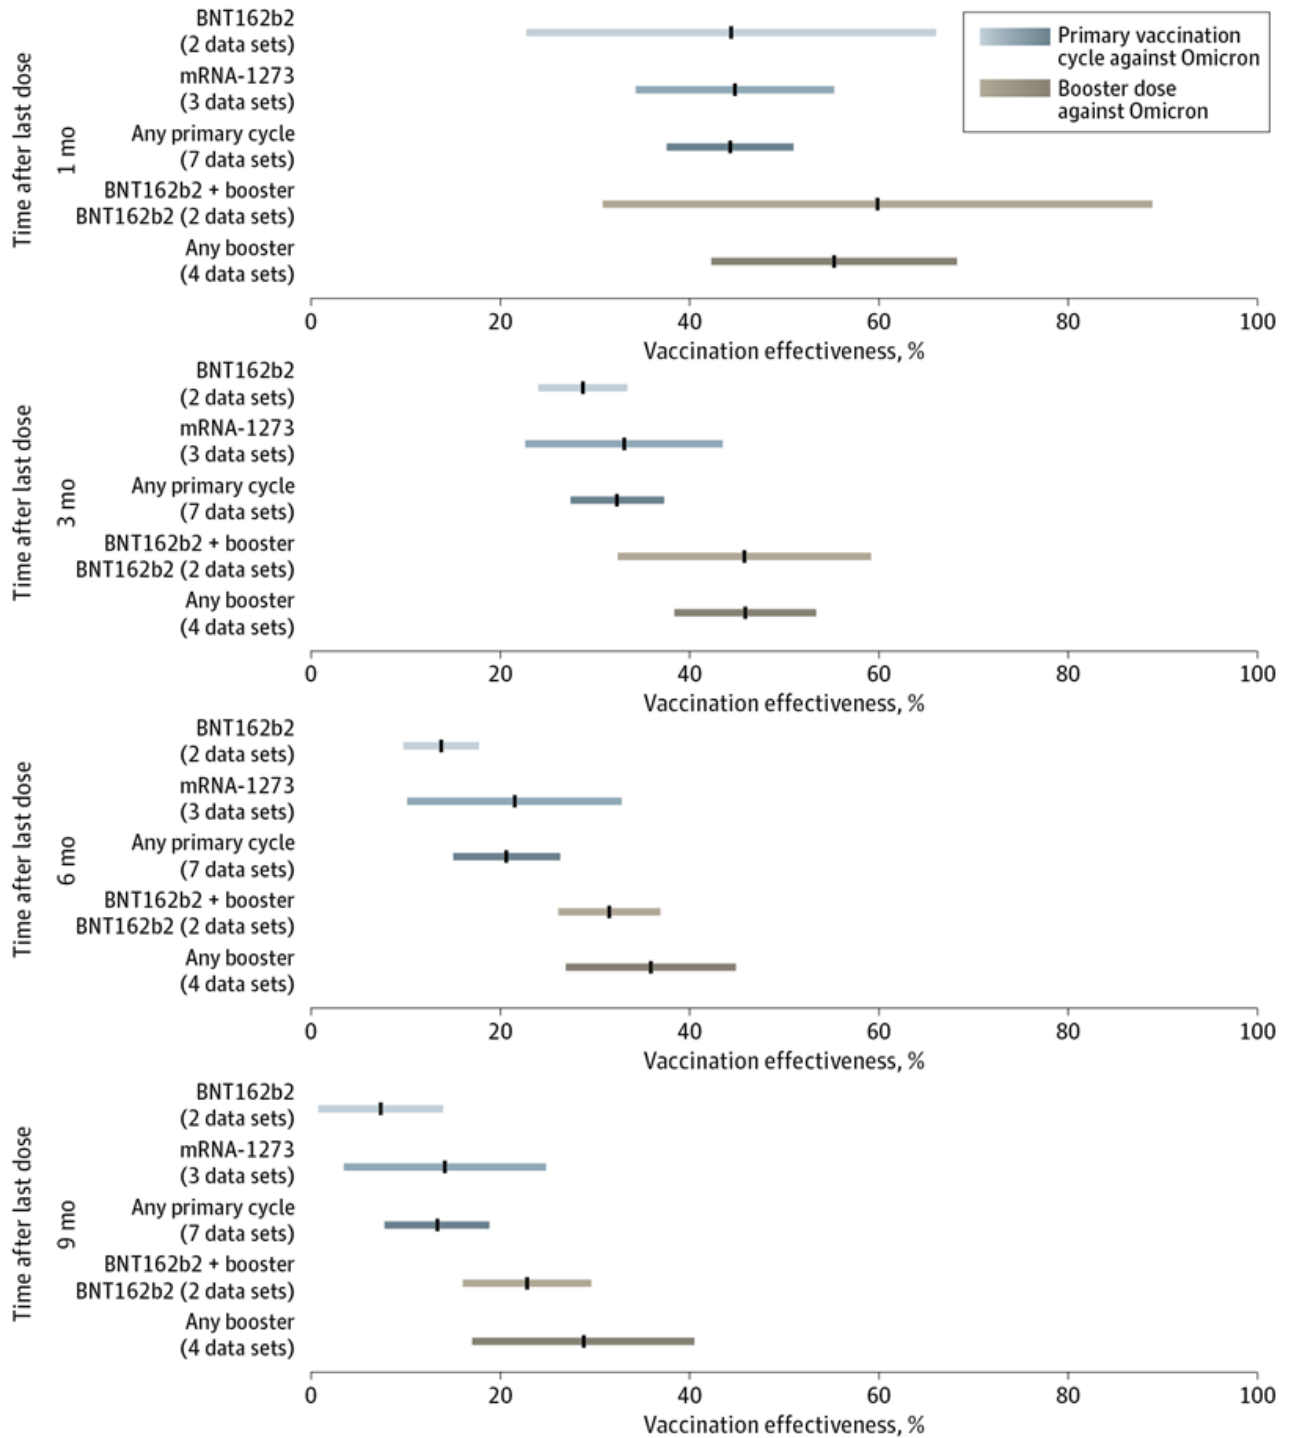 BNT162b2
(2 data sets)
mRNA-1273
(3 data sets)
Any primary cycle
(7 data sets)
BNT162b2 + booster
BNT162b2 (2 data sets)
Any booster
(4 data sets)
Time after last dose
1 mo
Primary vaccination
cycle against Omicron
Booster dose
against Omicron
0 20 40 60 80 100
Vaccination effectiveness, %
BNT162b2
(2 data sets)
mRNA-1273
(3 data sets)
Any primary cycle
(7 data sets)
BNT162b2 + booster
BNT162b2 (2 data sets)
Any booster
(4 data sets)
Time after last dose
3 mo
0 20 40 60 80 100
Vaccination effectiveness, %
BNT162b2
(2 data sets)
mRNA-1273
(3 data sets)
Any primary cycle
(7 data sets)
BNT162b2 + booster
BNT162b2 (2 data sets)
Any booster
(4 data sets)
Time after last dose
6 mo
0 20 40 60 80 100
Vaccination effectiveness, %
BNT162b2
(2 data sets)
mRNA-1273
(3 data sets)
Any primary cycle
(7 data sets)
BNT162b2 + booster
BNT162b2 (2 data sets)
Any booster
(4 data sets)
Time after last dose
9 mo
0 20 40 60 80 100
Vaccination effectiveness, %